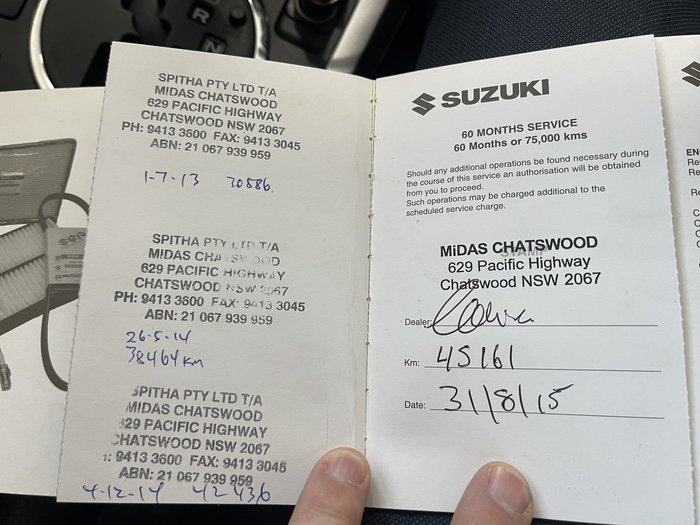 SPITHA PTY LTD T/A
MIDAS CHATSWOOD
629 PACIFIC HIGHWAY
CHATSWOOD NSW 2067
PH: 9413 3600 FAX: 9413 3045
ABN: 21 067 939 959
1-7-13 30586.
SPITHA PTY LTD T/A
MIDAS CHATSWOOD
629 PACIFIC HIGHWAY
CHATSWOOD NSW 2067
PH: 9413 3600 FAX: 9413 3045
ABN: 21 067 939 959
26-5-14
38464 KM
SPITHA PTY LTD T/A
MIDAS CHATSWOOD
629 PACIFIC HIGHWAY
CHATSWOOD NSW 2067
: 9413 3600 FAX: 9413 3045
ABN: 21 067 939 959
4-12-14 42436
SUZUKI
60 MONTHS SERVICE
60 Months or 75,000 kms
Should any additional operations be found necessary during
the course of this service an authorisation will be obtained
from you to proceed.
Such operations may be charged additional to the
scheduled service charge.
MiDAS CHATSWOOD
STAMP
629 Pacific Highway
Chatswood NSW 2067
Dealer:
Km: 45161
Date: 31/8/15
R
N